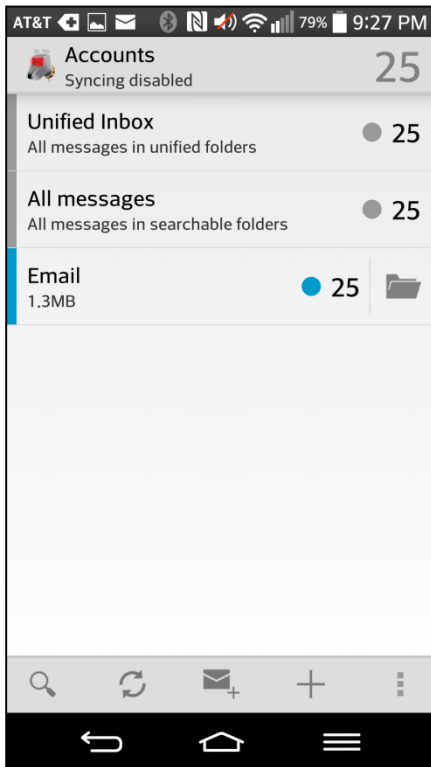 AT&T 79% 9:27 PM
Accounts 25
Syncing disabled
Unified Inbox 25
All messages in unified folders
All messages 25
All messages in searchable folders
Email 25
1.3MB